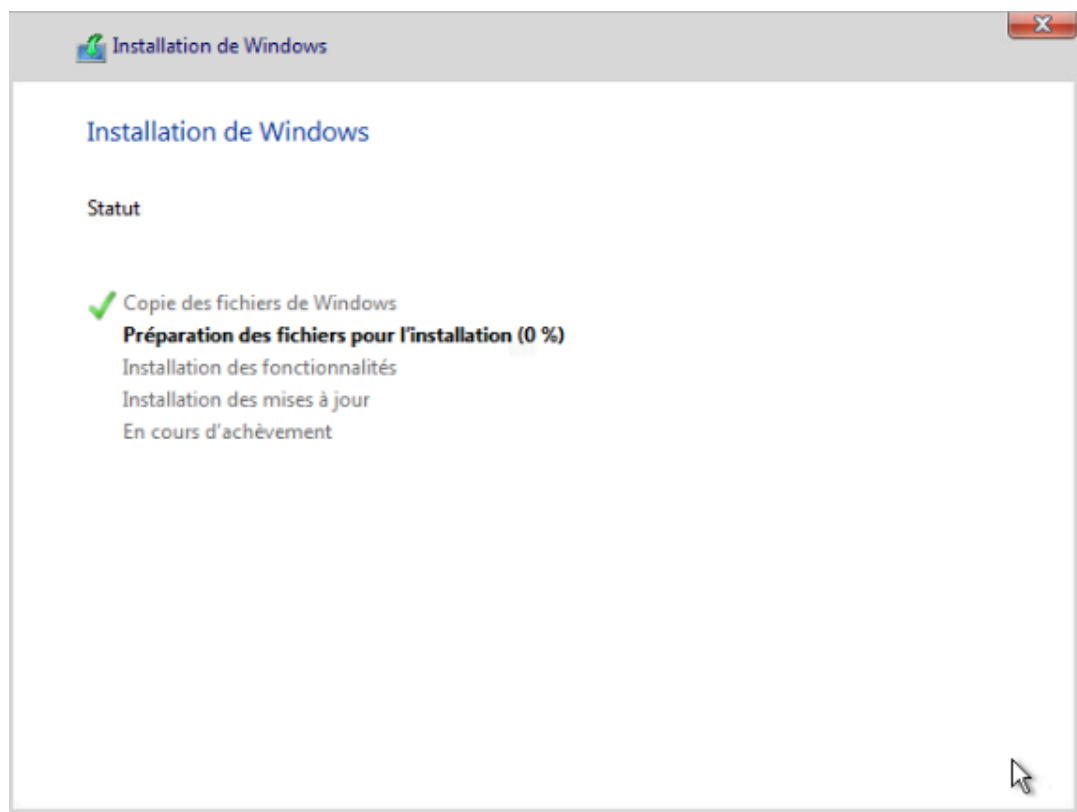 Installation de Windows
Installation de Windows
Statut
Copie des fichiers de Windows
Préparation des fichiers pour l'installation (0 %)
Installation des fonctionnalités
Installation des mises à jour
En cours d'achèvement